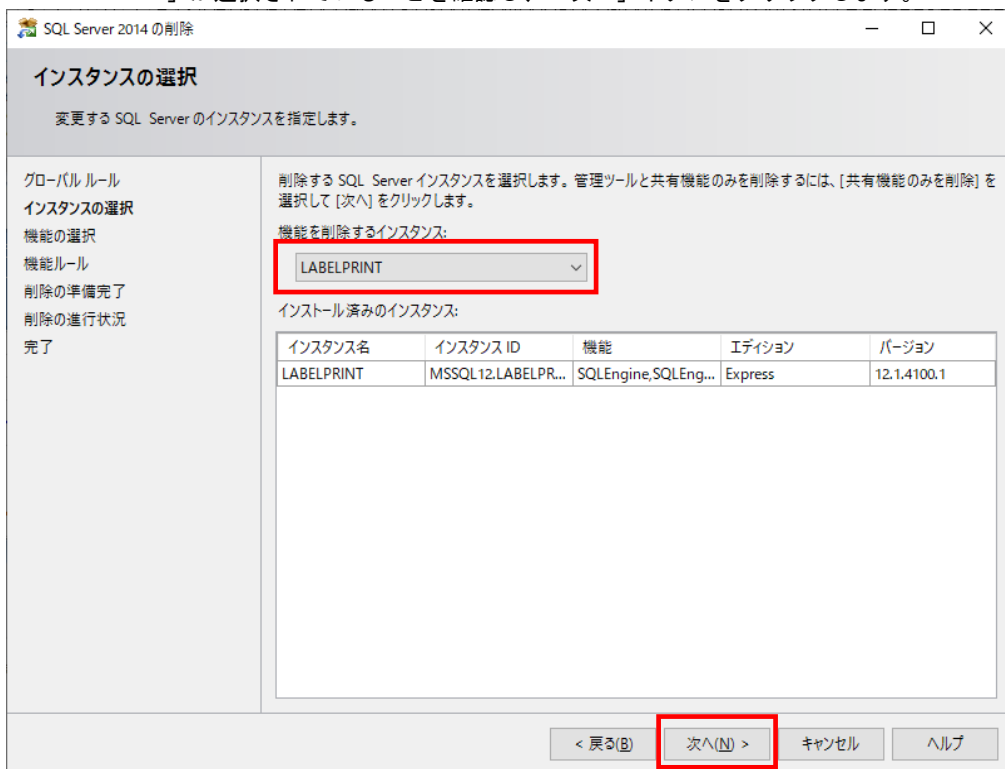 SQL Server 2014 の削除
インスタンスの選択
変更する SQL Server のインスタンスを指定します。
グローバル ルール
インスタンスの選択
機能の選択
機能ルール
削除の準備完了
削除の進行状況
完了
削除する SQL Server インスタンスを選択します。管理ツールと共有機能のみを削除するには、[共有機能のみを削除] を
選択して [次へ] をクリックします。
機能を削除するインスタンス:
LABELPRINT
インストール済みのインスタンス:
インスタンス名 インスタンス ID 機能 エディション バージョン
LABELPRINT MSSQL12.LABELPR... SQLEngine,SQLEng... Express 12.1.4100.1
< 戻る(B) 次へ(N) > キャンセル ヘルプ